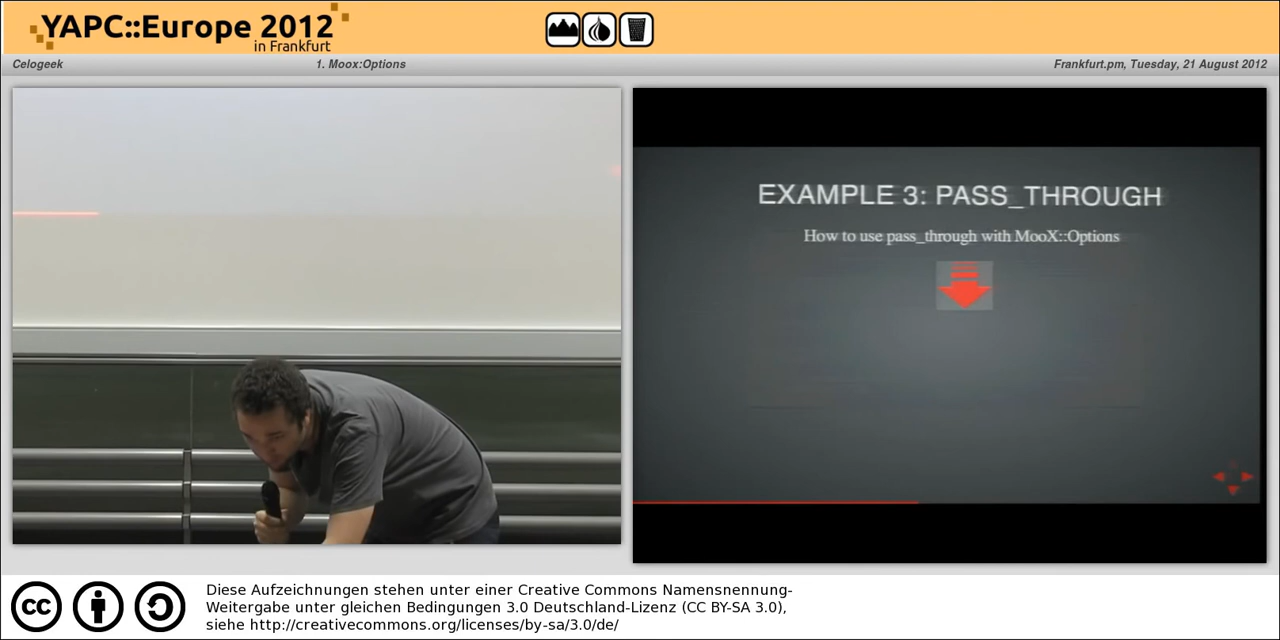 YAPC::Europe 2012
in Frankfurt
Celogeek
1. Moox:Options
Frankfurt.pm, Tuesday, 21 August 2012
EXAMPLE 3: PASS_THROUGH
How to use pass_through with MooX::Options
cc
Diese Aufzeichnungen stehen unter einer Creative Commons Namensnennung-
Weitergabe unter gleichen Bedingungen 3.0 Deutschland-Lizenz (CC BY-SA 3.0),
siehe http://creativecommons.org/licenses/by-sa/3.0/de/